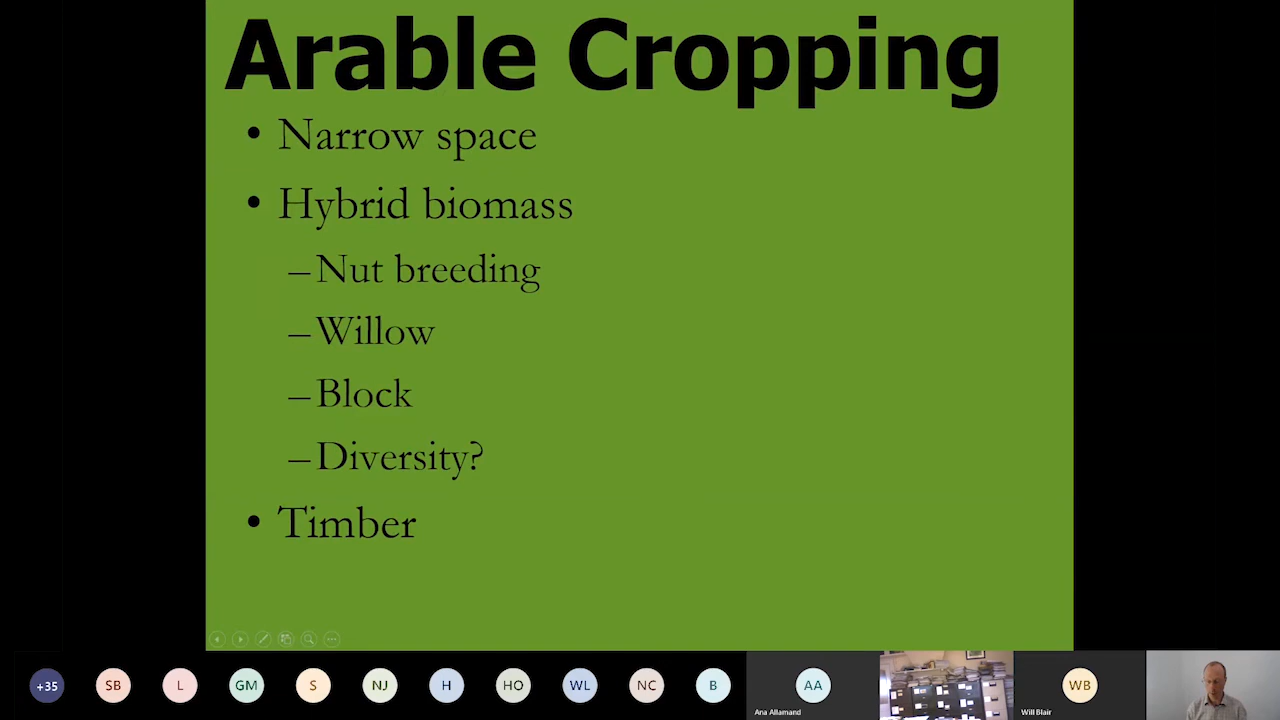 Arable Cropping
• Narrow space
• Hybrid biomass
–Nut breeding
–Willow
–Block
–Diversity?
• Timber
+35
SB
L
GM
S
NJ
H
HO
WL
NC
B
AA
WB
Ana Allamand
Will Blair